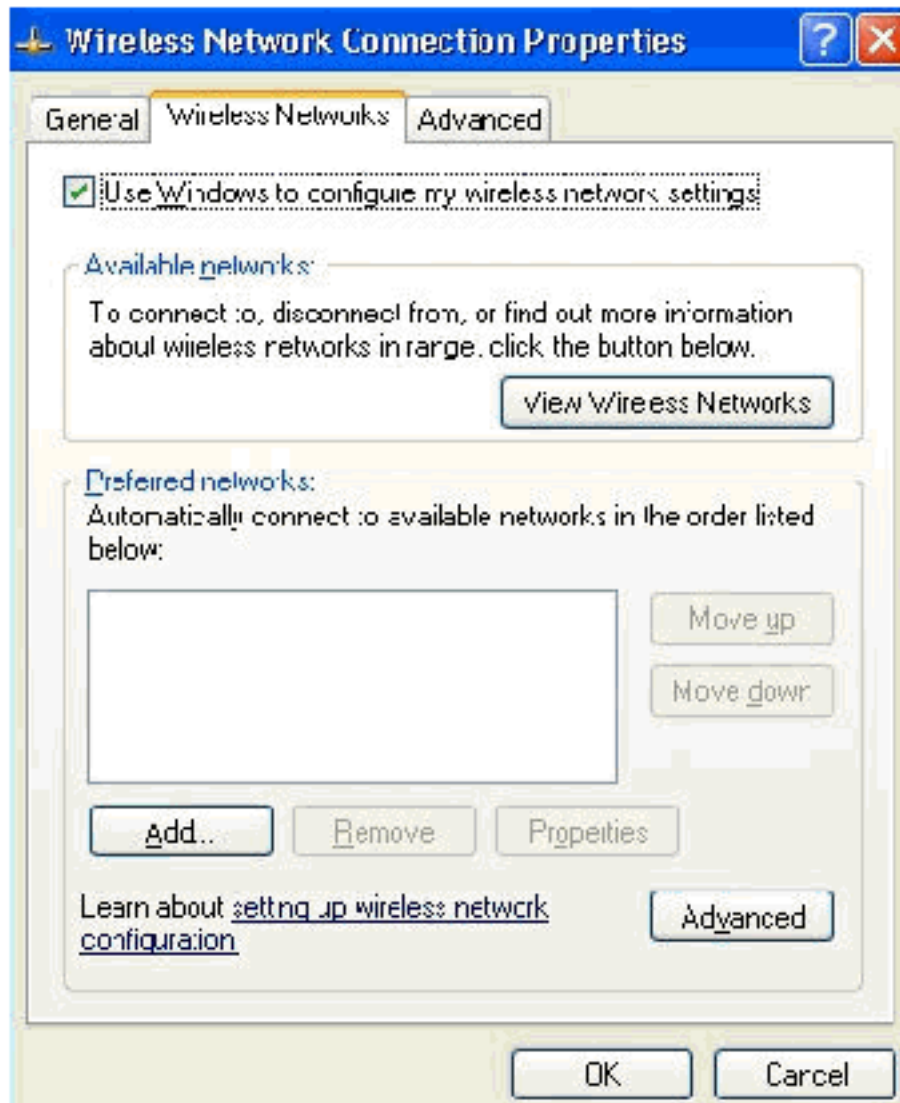 Wireless Network Connection Properties
General
Wireless Networks
Advanced
Use Windows to configure my wireless network settings
Available networks:
To connect to, disconnect from, or find out more information
about wireless networks in range, click the button below.
View Wireless Networks
Preferred networks:
Automatically connect to available networks in the order listed
below:
Move up
Move down
Add...
Remove
Properties
Learn about setting up wireless network
configuration.
Advanced
OK
Cancel